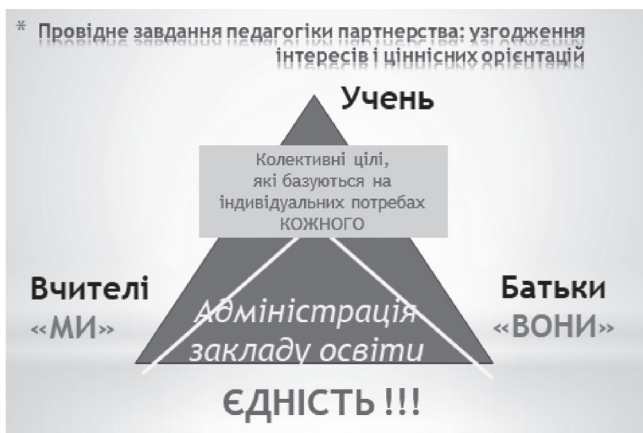 * Провідне завдання педагогіки партнерства: узгодження
інтересів і ціннісних орієнтацій
Учень
Колективні цілі,
які базуються на
індивідуальних потребах
КОЖНОГО
Вчителі
«МИ»
Батьки
«ВОНИ»
Адміністрація
закладу освіти
ЄДНІСТЬ !!!